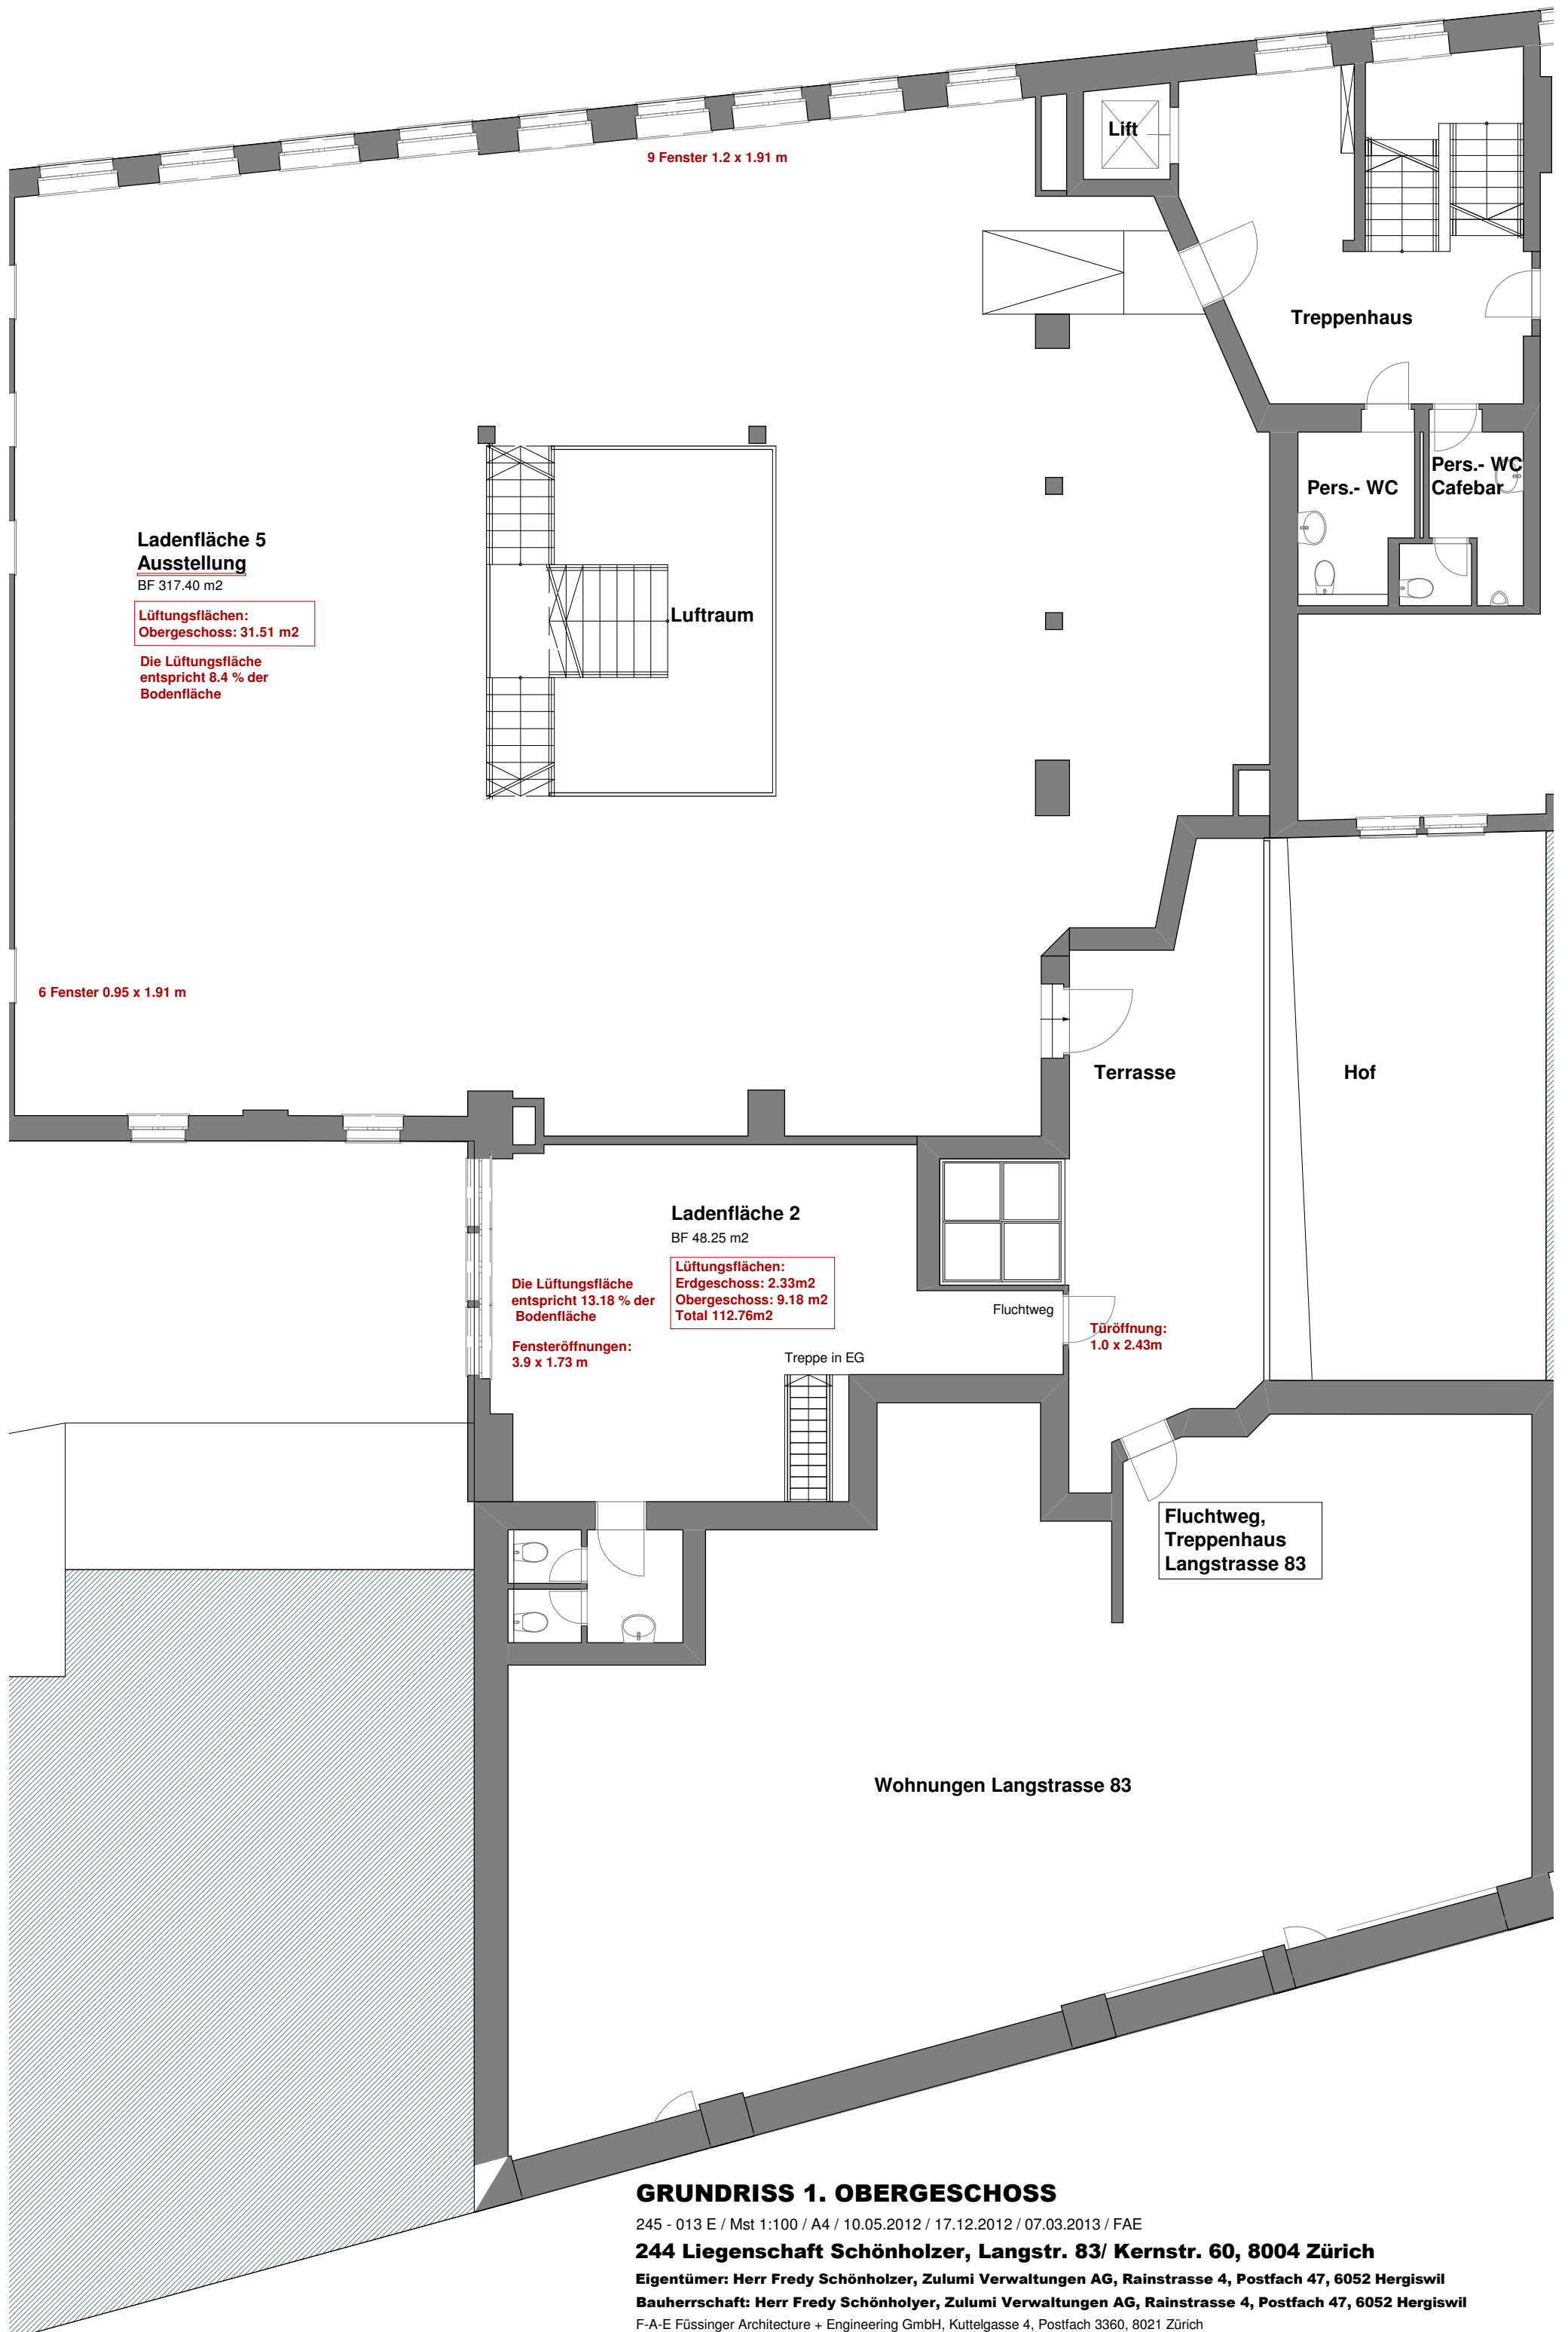 Lift
9 Fenster 1.2 x 1.91 m
Treppenhaus
Pers.- WC
Pers.- WC
Cafebar
Ladenfläche 5
Ausstellung
BF 317.40 m2
Lüftungsflächen:
Obergeschoss: 31.51 m2
Die Lüftungsfläche
entspricht 8.4 % der
Bodenfläche
Luftraum
6 Fenster 0.95 x 1.91 m
Terrasse
Hof
Ladenfläche 2
BF 48.25 m2
Lüftungsflächen:
Erdgeschoss: 2.33m2
Obergeschoss: 9.18 m2
Total 112.76m2
Die Lüftungsfläche
entspricht 13.18 % der
Bodenfläche
Fensteröffnungen:
3.9 x 1.73 m
Fluchtweg
Türöffnung:
1.0 x 2.43m
Treppe in EG
Fluchtweg,
Treppenhaus
Langstrasse 83
Wohnungen Langstrasse 83
GRUNDRISS 1. OBERGESCHOSS
245 - 013 E / Mst 1:100 / A4 / 10.05.2012 / 17.12.2012 / 07.03.2013 / FAE
244 Liegenschaft Schönholzer, Langstr. 83/ Kernstr. 60, 8004 Zürich
Eigentümer: Herr Fredy Schönholzer, Zulumi Verwaltungen AG, Rainstrasse 4, Postfach 47, 6052 Hergiswil
Bauherrschaft: Herr Fredy Schönholyer, Zulumi Verwaltungen AG, Rainstrasse 4, Postfach 47, 6052 Hergiswil
F-A-E Füssinger Architecture + Engineering GmbH, Kuttelgasse 4, Postfach 3360, 8021 Zürich